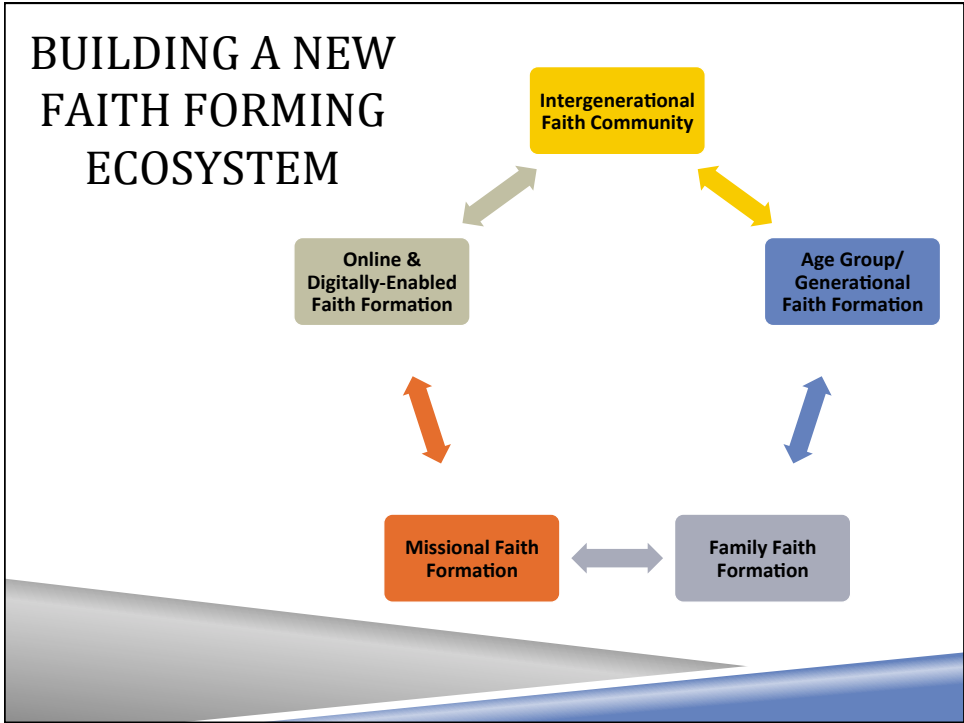 BUILDING A NEW
FAITH FORMING
ECOSYSTEM
Intergenerational
Faith Community
Online &
Digitally-Enabled
Faith Formation
Age Group/
Generational
Faith Formation
Missional Faith
Formation
Family Faith
Formation